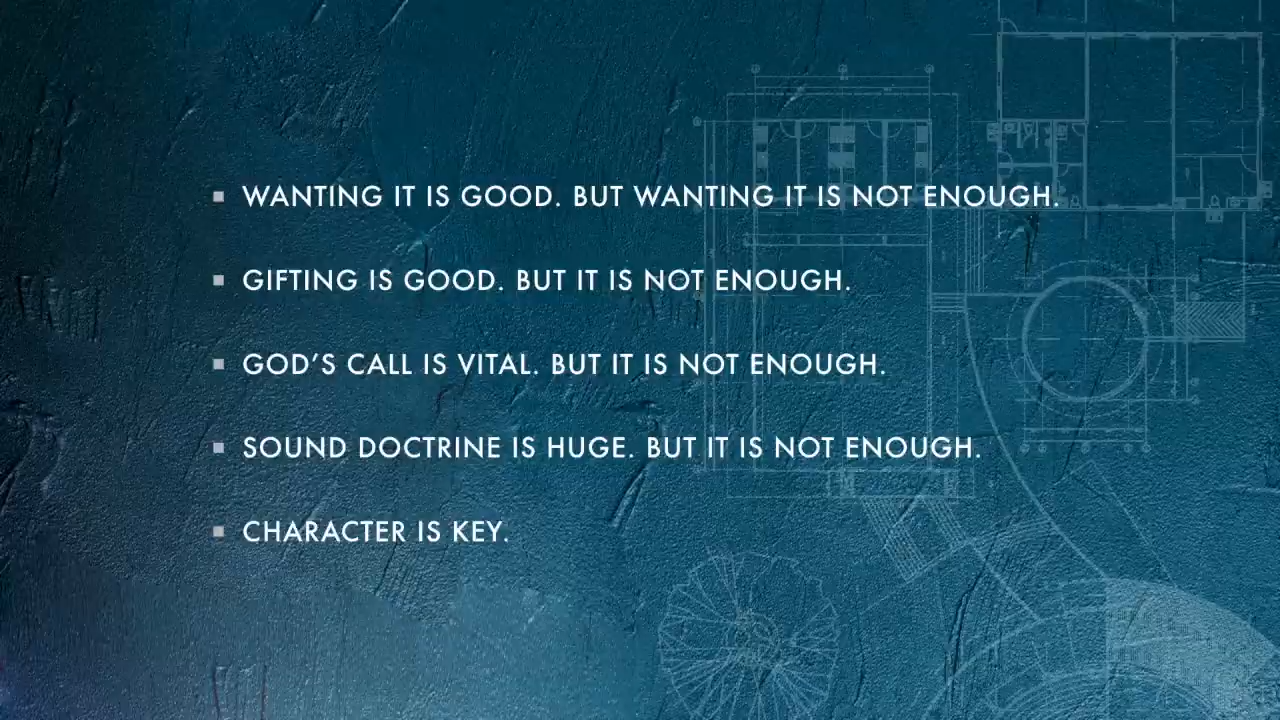 WANTING IT IS GOOD. BUT WANTING IT IS NOT ENOUGH.
GIFTING IS GOOD. BUT IT IS NOT ENOUGH.
GOD’S CALL IS VITAL. BUT IT IS NOT ENOUGH.
SOUND DOCTRINE IS HUGE. BUT IT IS NOT ENOUGH.
CHARACTER IS KEY.